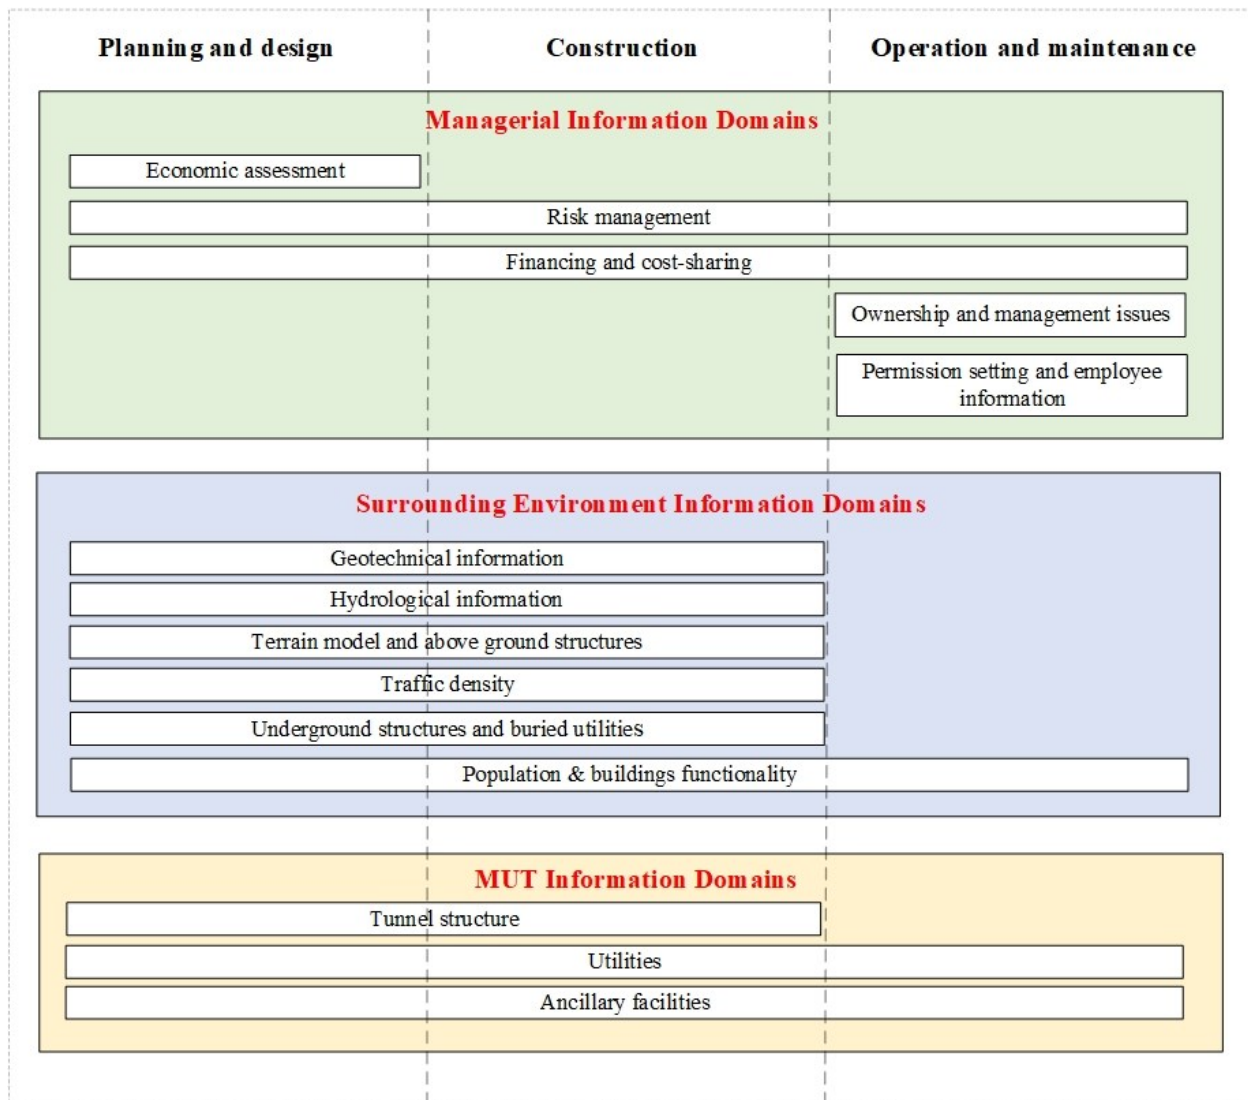 Planning and design
Construction
Operation and maintenance
Managerial Information Domains
Economic assessment
Risk management
Financing and cost-sharing
Ownership and management issues
Permission setting and employee
information
Surrounding Environment Information Domains
Geotechnical information
Hydrological information
Terrain model and above ground structures
Traffic density
Underground structures and buried utilities
Population & buildings functionality
MUT Information Domains
Tunnel structure
Utilities
Ancillary facilities